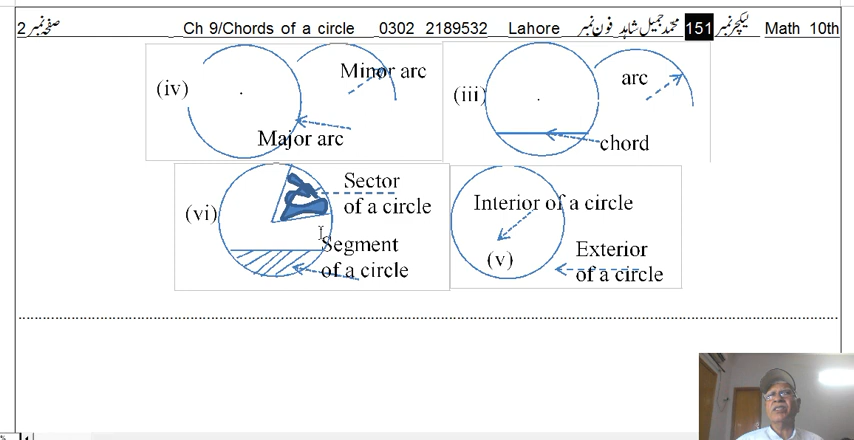 Math 10th لیکچر نمبر 151 محمد جمیل شاہد فون نمبر Lahore 0302 2189532 Ch 9/Chords of a circle صفحہ نمبر 2
(iv) Minor arc
Major arc
(iii) arc
chord
(vi) Sector
of a circle
Segment
of a circle
Interior of a circle
(v)
Exterior
of a circle
%